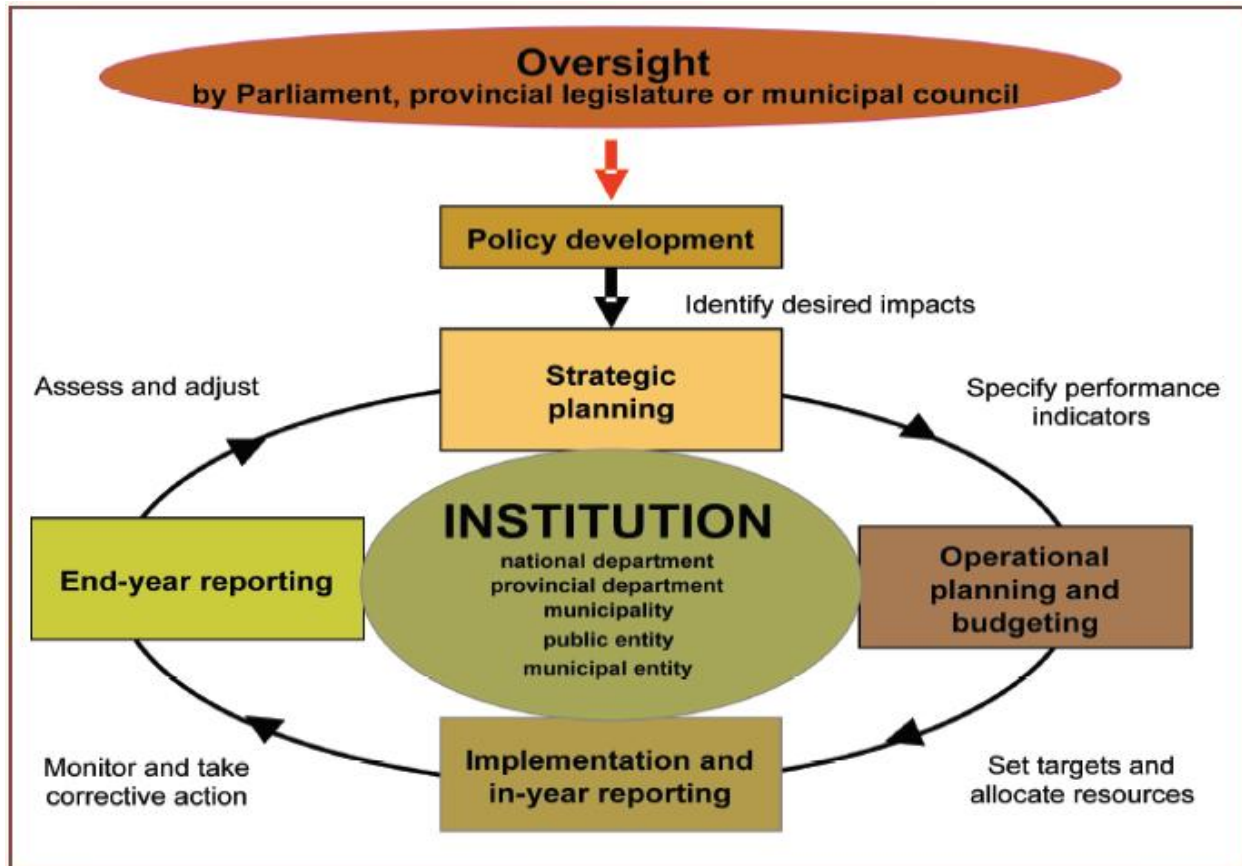 Oversight
by Parliament, provincial legislature or municipal council
Policy development
Identify desired impacts
Strategic
planning
Assess and adjust
Specify performance
indicators
INSTITUTION
national department
provincial department
municipality
public entity
municipal entity
End-year reporting
Operational
planning and
budgeting
Implementation and
in-year reporting
Monitor and take
corrective action
Set targets and
allocate resources